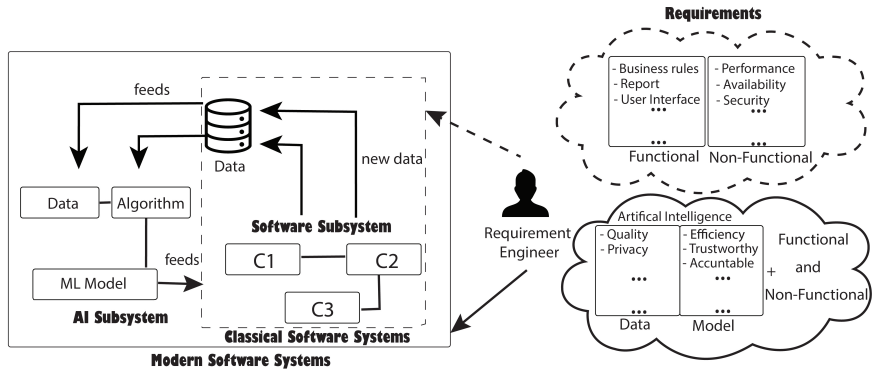 Requirements
- Business rules
- Report
- User Interface
...
...
Functional
- Performance
- Availability
- Security
...
...
Non-Functional
feeds
Data
new data
Data
Algorithm
Software Subsystem
C1
C2
C3
ML Model
feeds
AI Subsystem
Classical Software Systems
Modern Software Systems
Requirement
Engineer
Artifical Intelligence
- Quality
- Privacy
...
...
Data
- Efficiency
- Trustworthy
- Accuntable
...
...
Model
+
Functional
and
Non-Functional